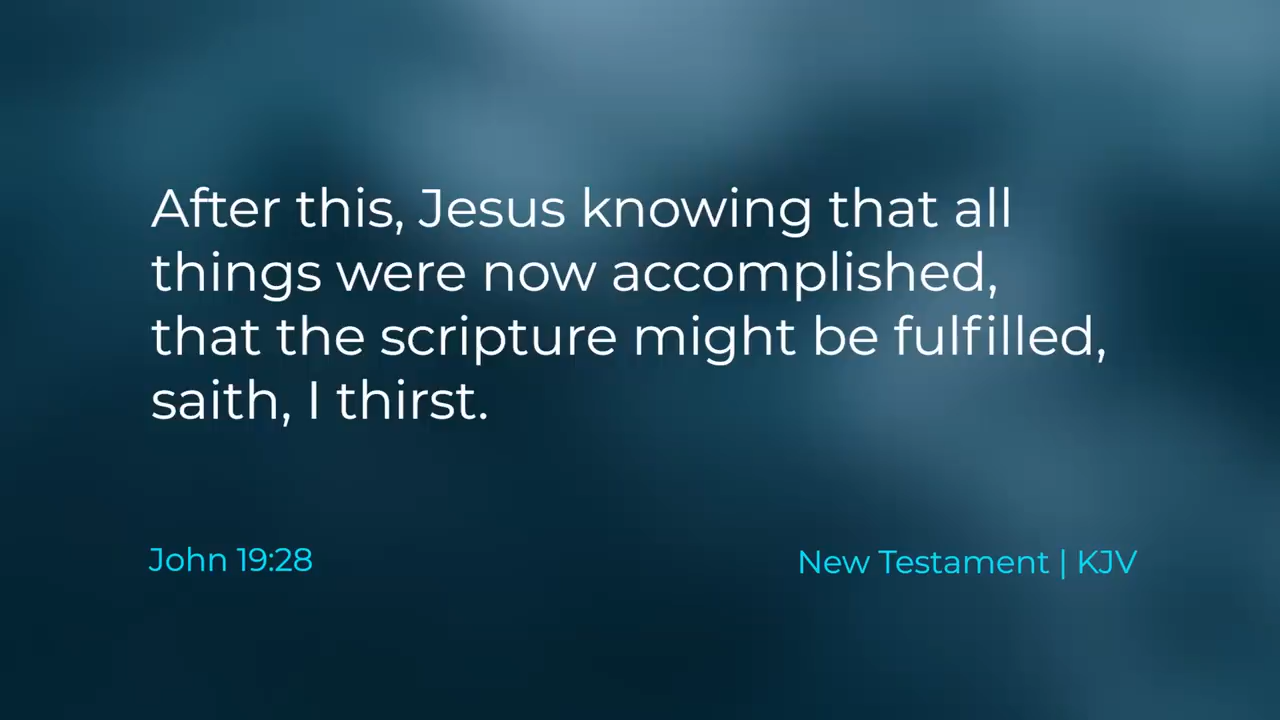 After this, Jesus knowing that all
things were now accomplished,
that the scripture might be fulfilled,
saith, I thirst.
John 19:28
New Testament | KJV